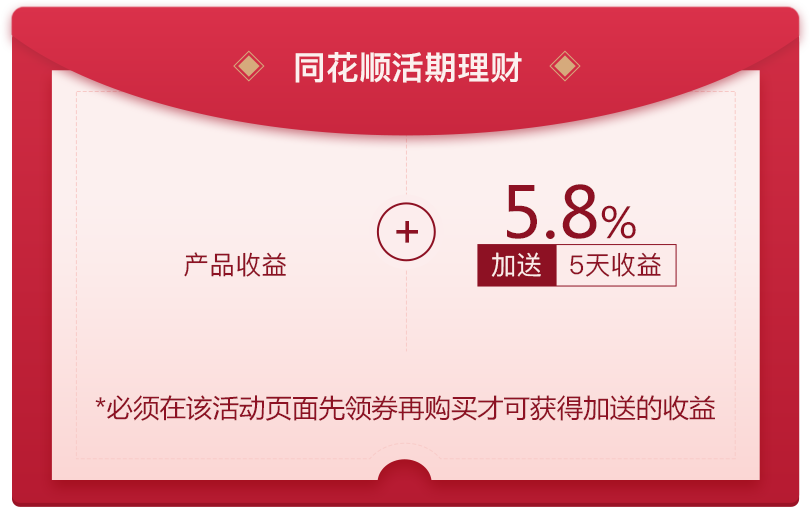 同花顺活期理财
产品收益
+
5.8%
加送 5天收益
*必须在该活动页面先领券再购买才可获得加送的收益